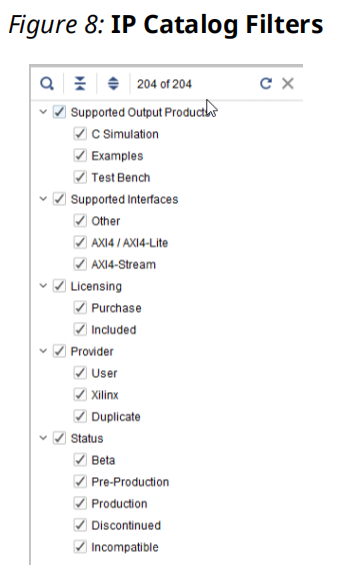 Figure 8: IP Catalog Filters
204 of 204
Supported Output Products
C Simulation
Examples
Test Bench
Supported Interfaces
Other
AXI4 / AXI4-Lite
AXI4-Stream
Licensing
Purchase
Included
Provider
User
Xilinx
Duplicate
Status
Beta
Pre-Production
Production
Discontinued
Incompatible